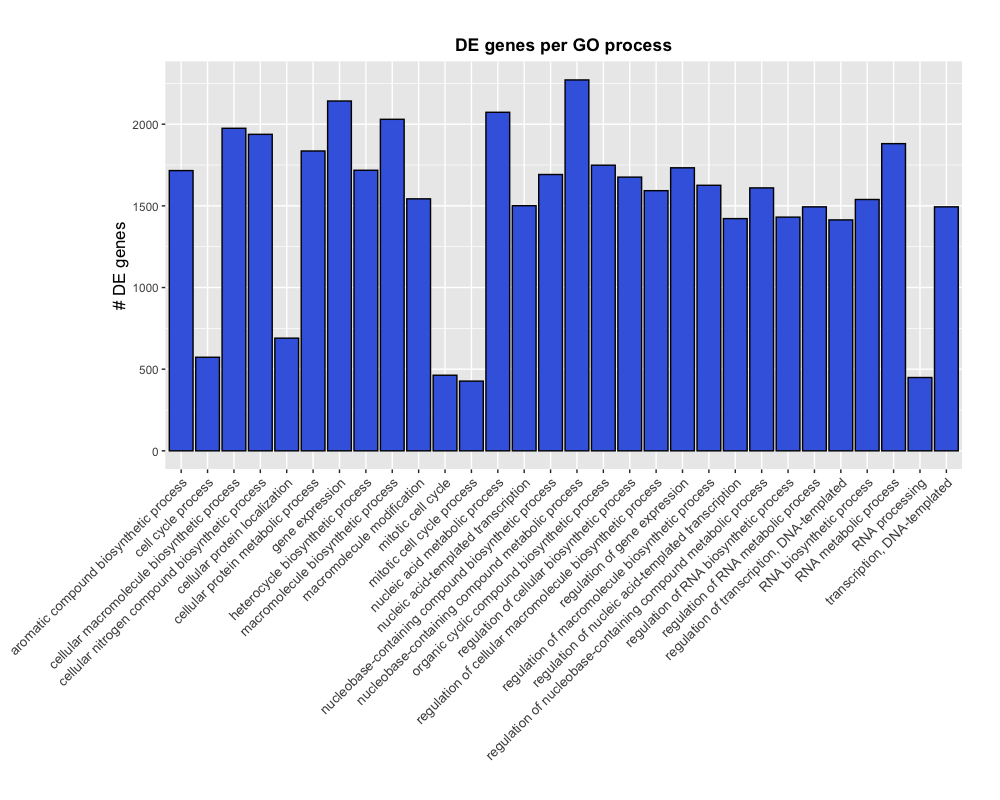 DE genes per GO process
# DE genes
2000
1500
1000
500
0
aromatic compound biosynthetic process
cell cycle process
cellular macromolecule biosynthetic process
cellular nitrogen compound biosynthetic process
cellular protein localization
cellular protein metabolic process
gene expression
heterocycle biosynthetic process
macromolecule biosynthetic process
macromolecule modification
mitotic cell cycle
mitotic cell cycle process
nucleic acid metabolic process
nucleic acid-templated transcription
nucleobase-containing compound biosynthetic process
nucleobase-containing compound metabolic process
organic cyclic compound biosynthetic process
regulation of cellular biosynthetic process
regulation of cellular macromolecule biosynthetic process
regulation of gene expression
regulation of macromolecule biosynthetic process
regulation of nucleic acid-templated transcription
regulation of nucleobase-containing compound metabolic process
regulation of RNA biosynthetic process
regulation of RNA metabolic process
regulation of transcription, DNA-templated
RNA biosynthetic process
RNA metabolic process
RNA processing
transcription, DNA-templated